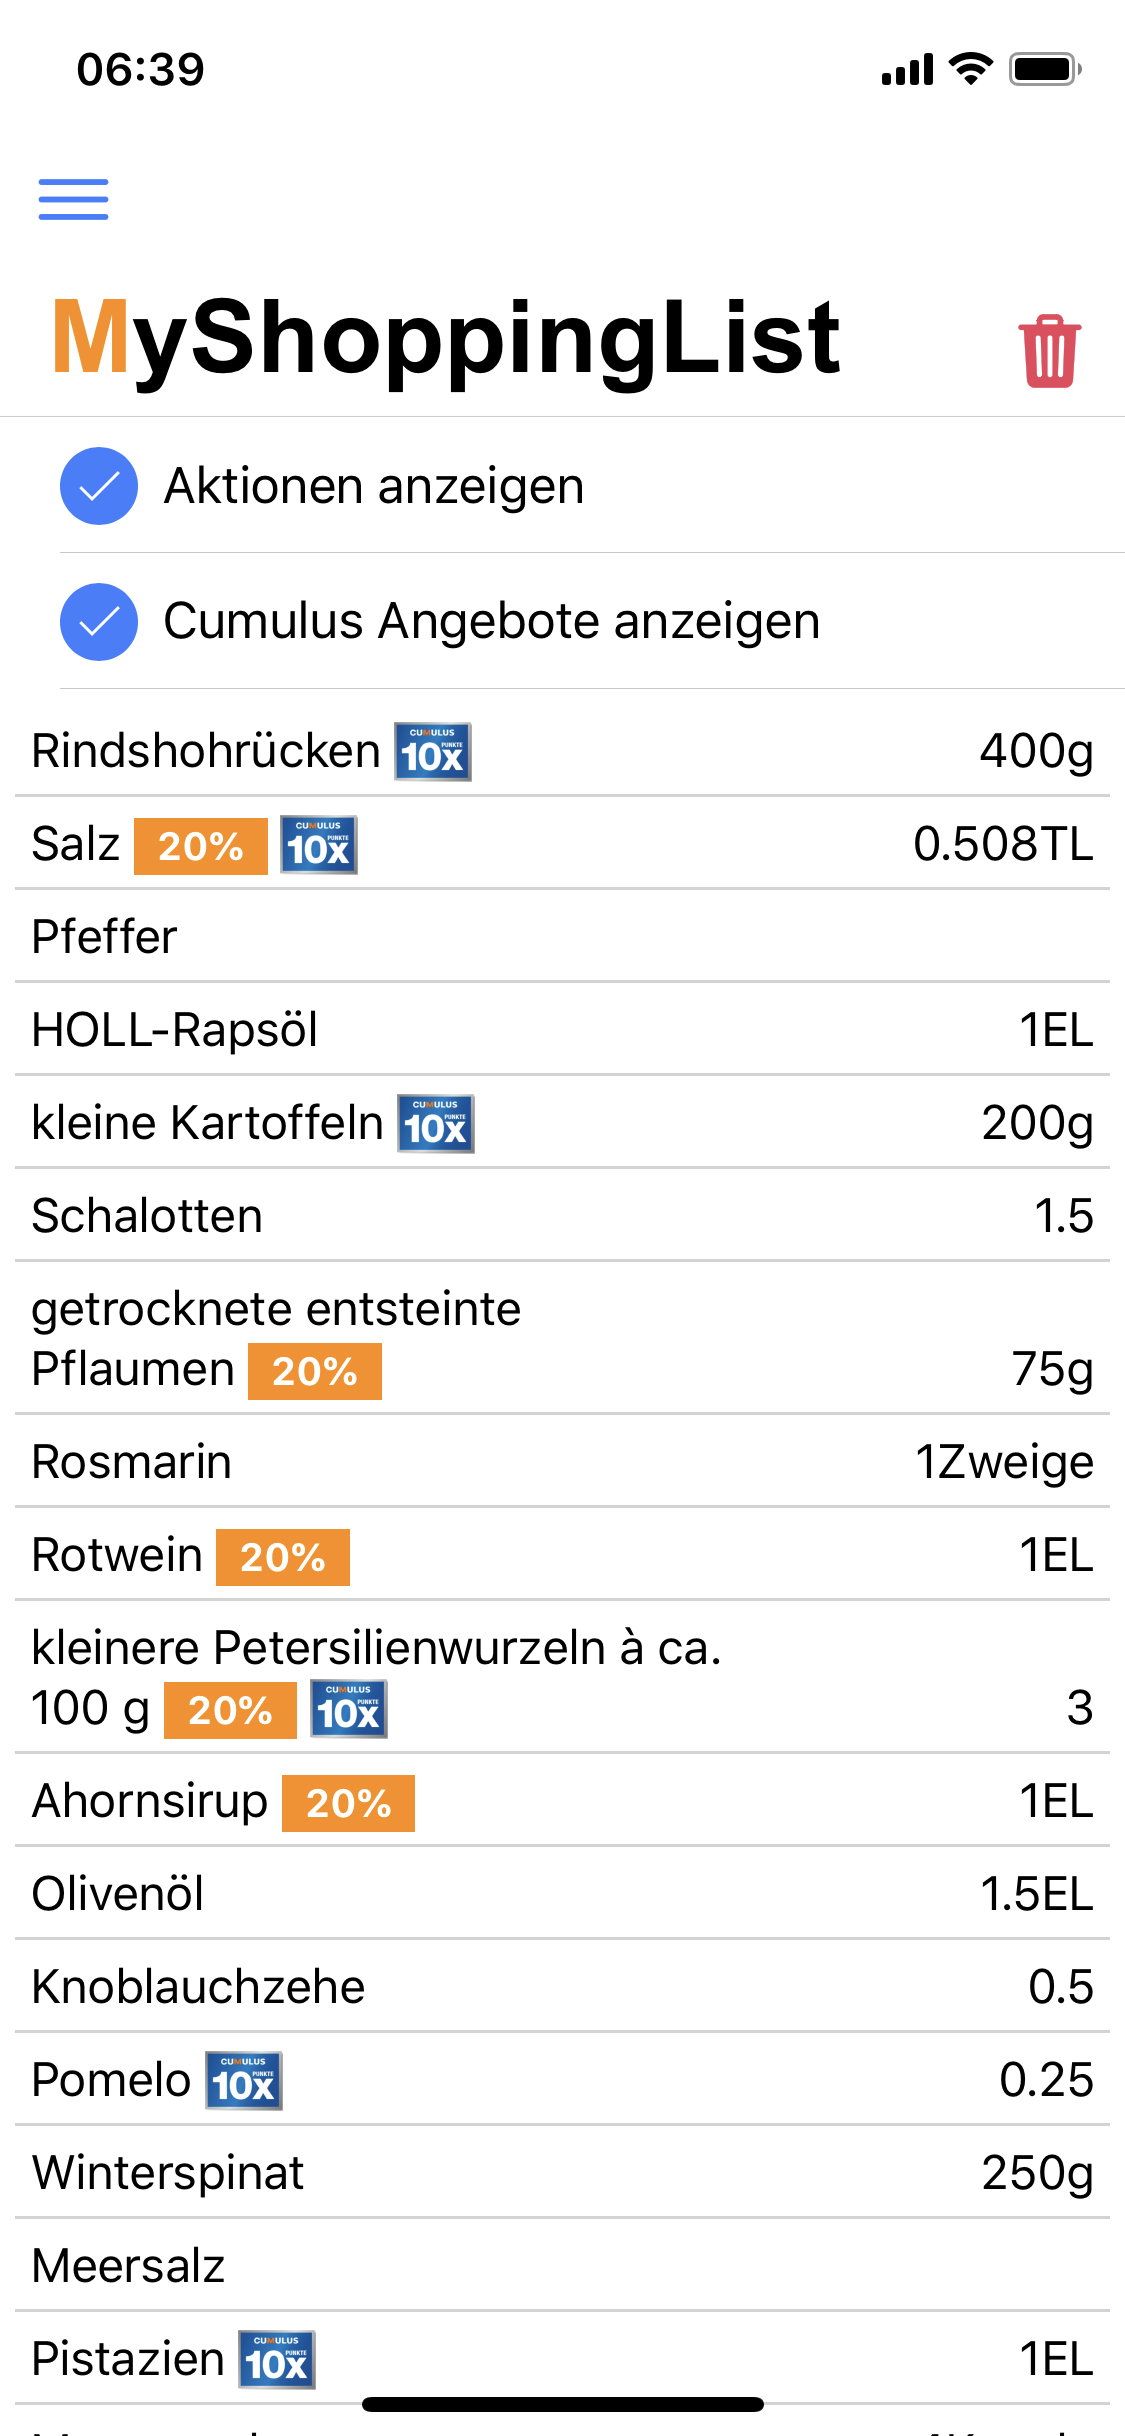 06:39
MyShoppingList
Aktionen anzeigen
Cumulus Angebote anzeigen
Rindshohrücken CUMULUS 10x PUNKTE 400g
Salz 20% CUMULUS 10x PUNKTE 0.508TL
Pfeffer
HOLL-Rapsöl 1EL
kleine Kartoffeln CUMULUS 10x PUNKTE 200g
Schalotten 1.5
getrocknete entsteinte
Pflaumen 20% 75g
Rosmarin 1Zweige
Rotwein 20% 1EL
kleinere Petersilienwurzeln à ca.
100 g 20% CUMULUS 10x PUNKTE 3
Ahornsirup 20% 1EL
Olivenöl 1.5EL
Knoblauchzehe 0.5
Pomelo CUMULUS 10x PUNKTE 0.25
Winterspinat 250g
Meersalz
Pistazien CUMULUS 10x PUNKTE 1EL